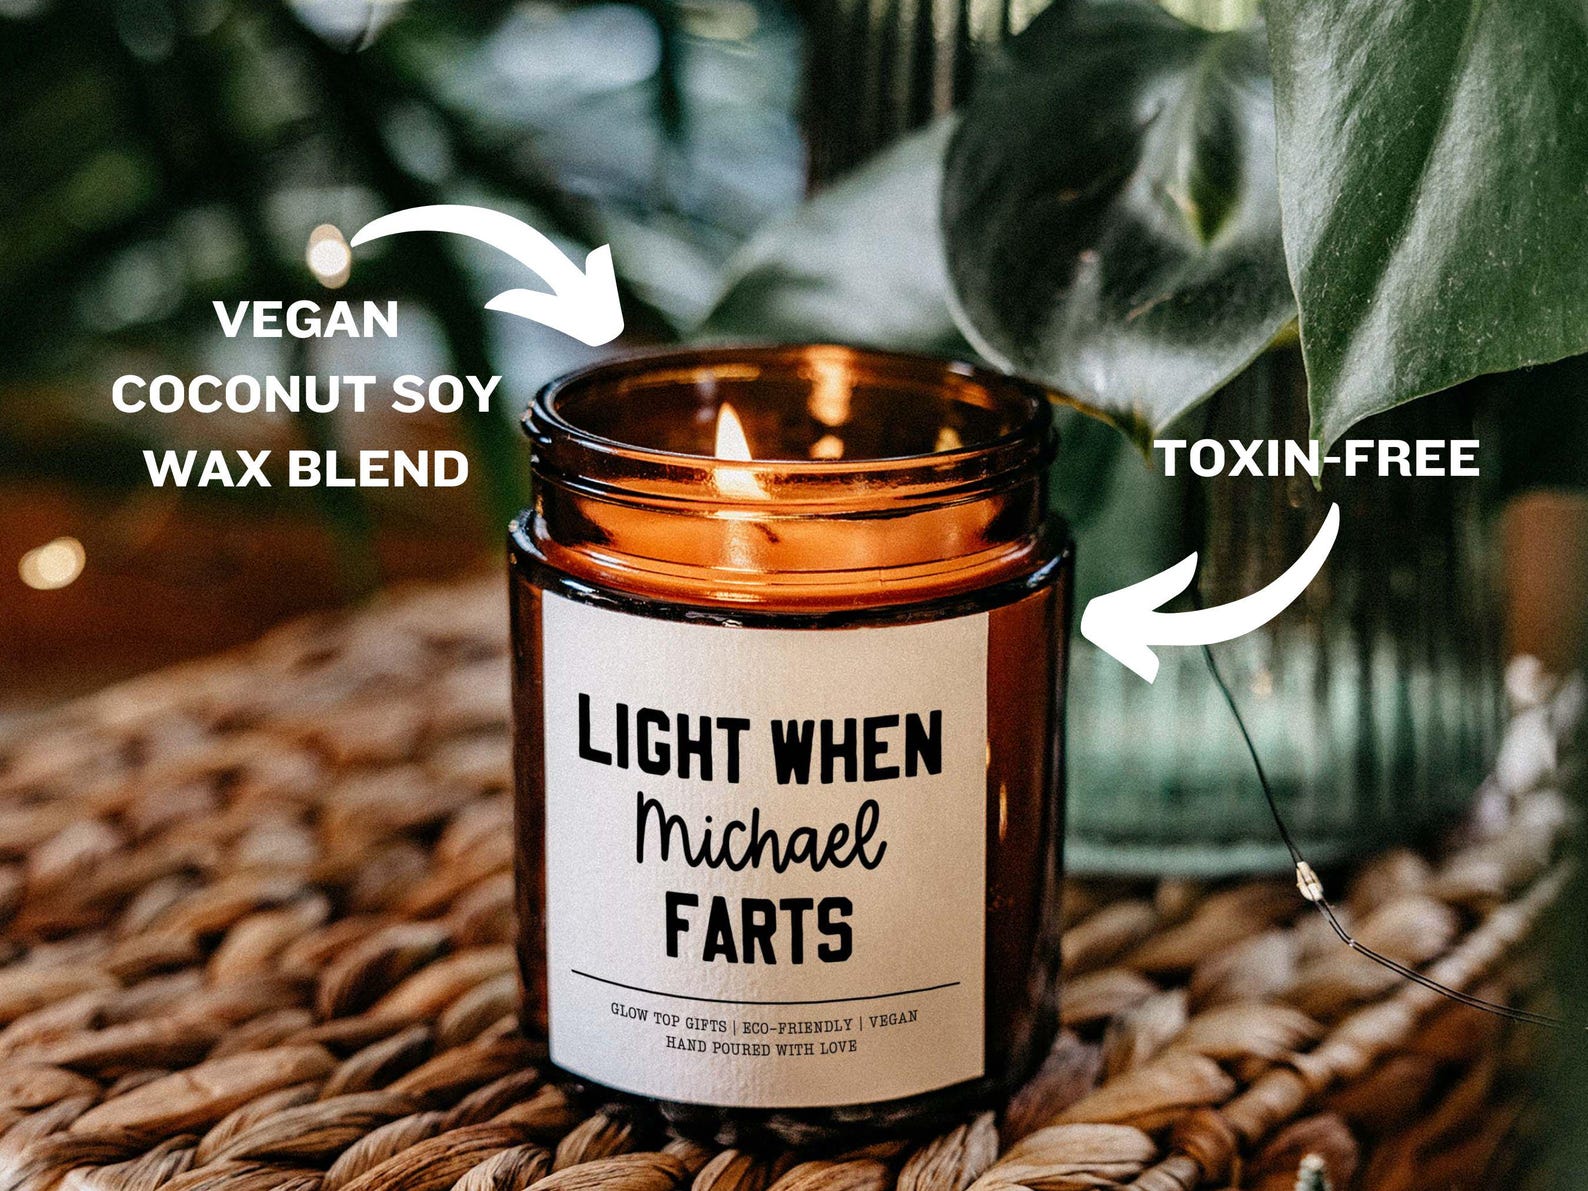 VEGAN
COCONUT SOY
WAX BLEND
TOXIN-FREE
LIGHT WHEN
Michael
FARTS
GLOW TOP GIFTS | ECO-FRIENDLY | VEGAN
HAND POURED WITH LOVE